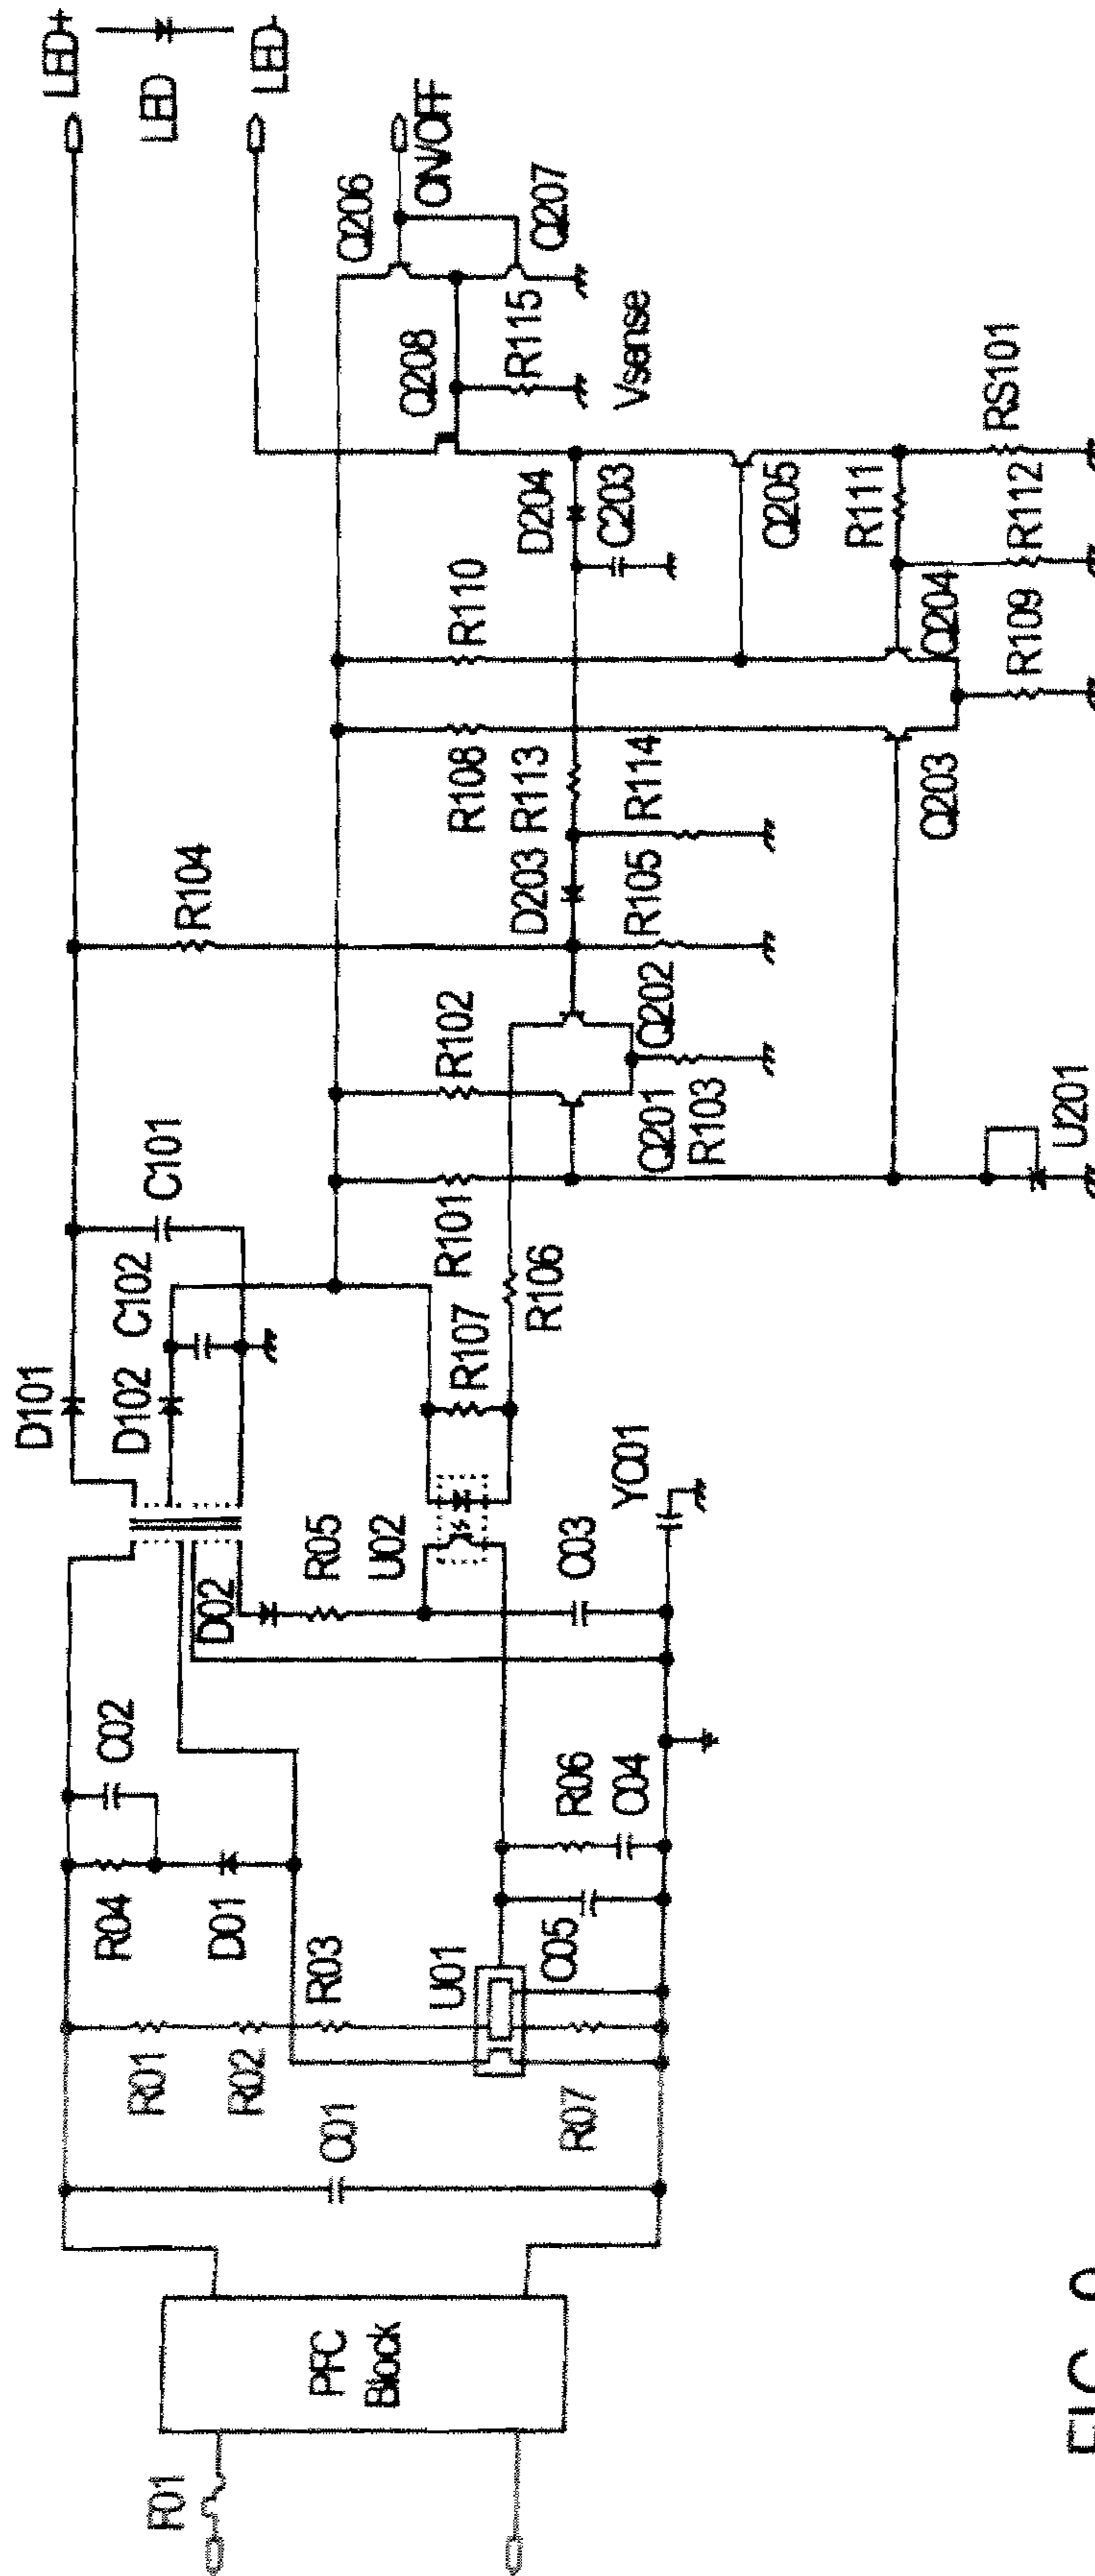 F01
PFC
Block
C01
R01
R02
R03
R04
D01
C02
U01
R07
C05
R06
C04
D02
R05
U02
C03
YC01
D101
D102
C102
C101
R107
R106
R101
R102
Q201
R103
Q202
U201
R104
D203
R105
R113
R114
R108
R110
Q203
R109
Q204
R112
R111
RS101
Q205
D204
C203
Vsense
Q208
R115
Q206
Q207
ON/OFF
LED+
LED
LED-